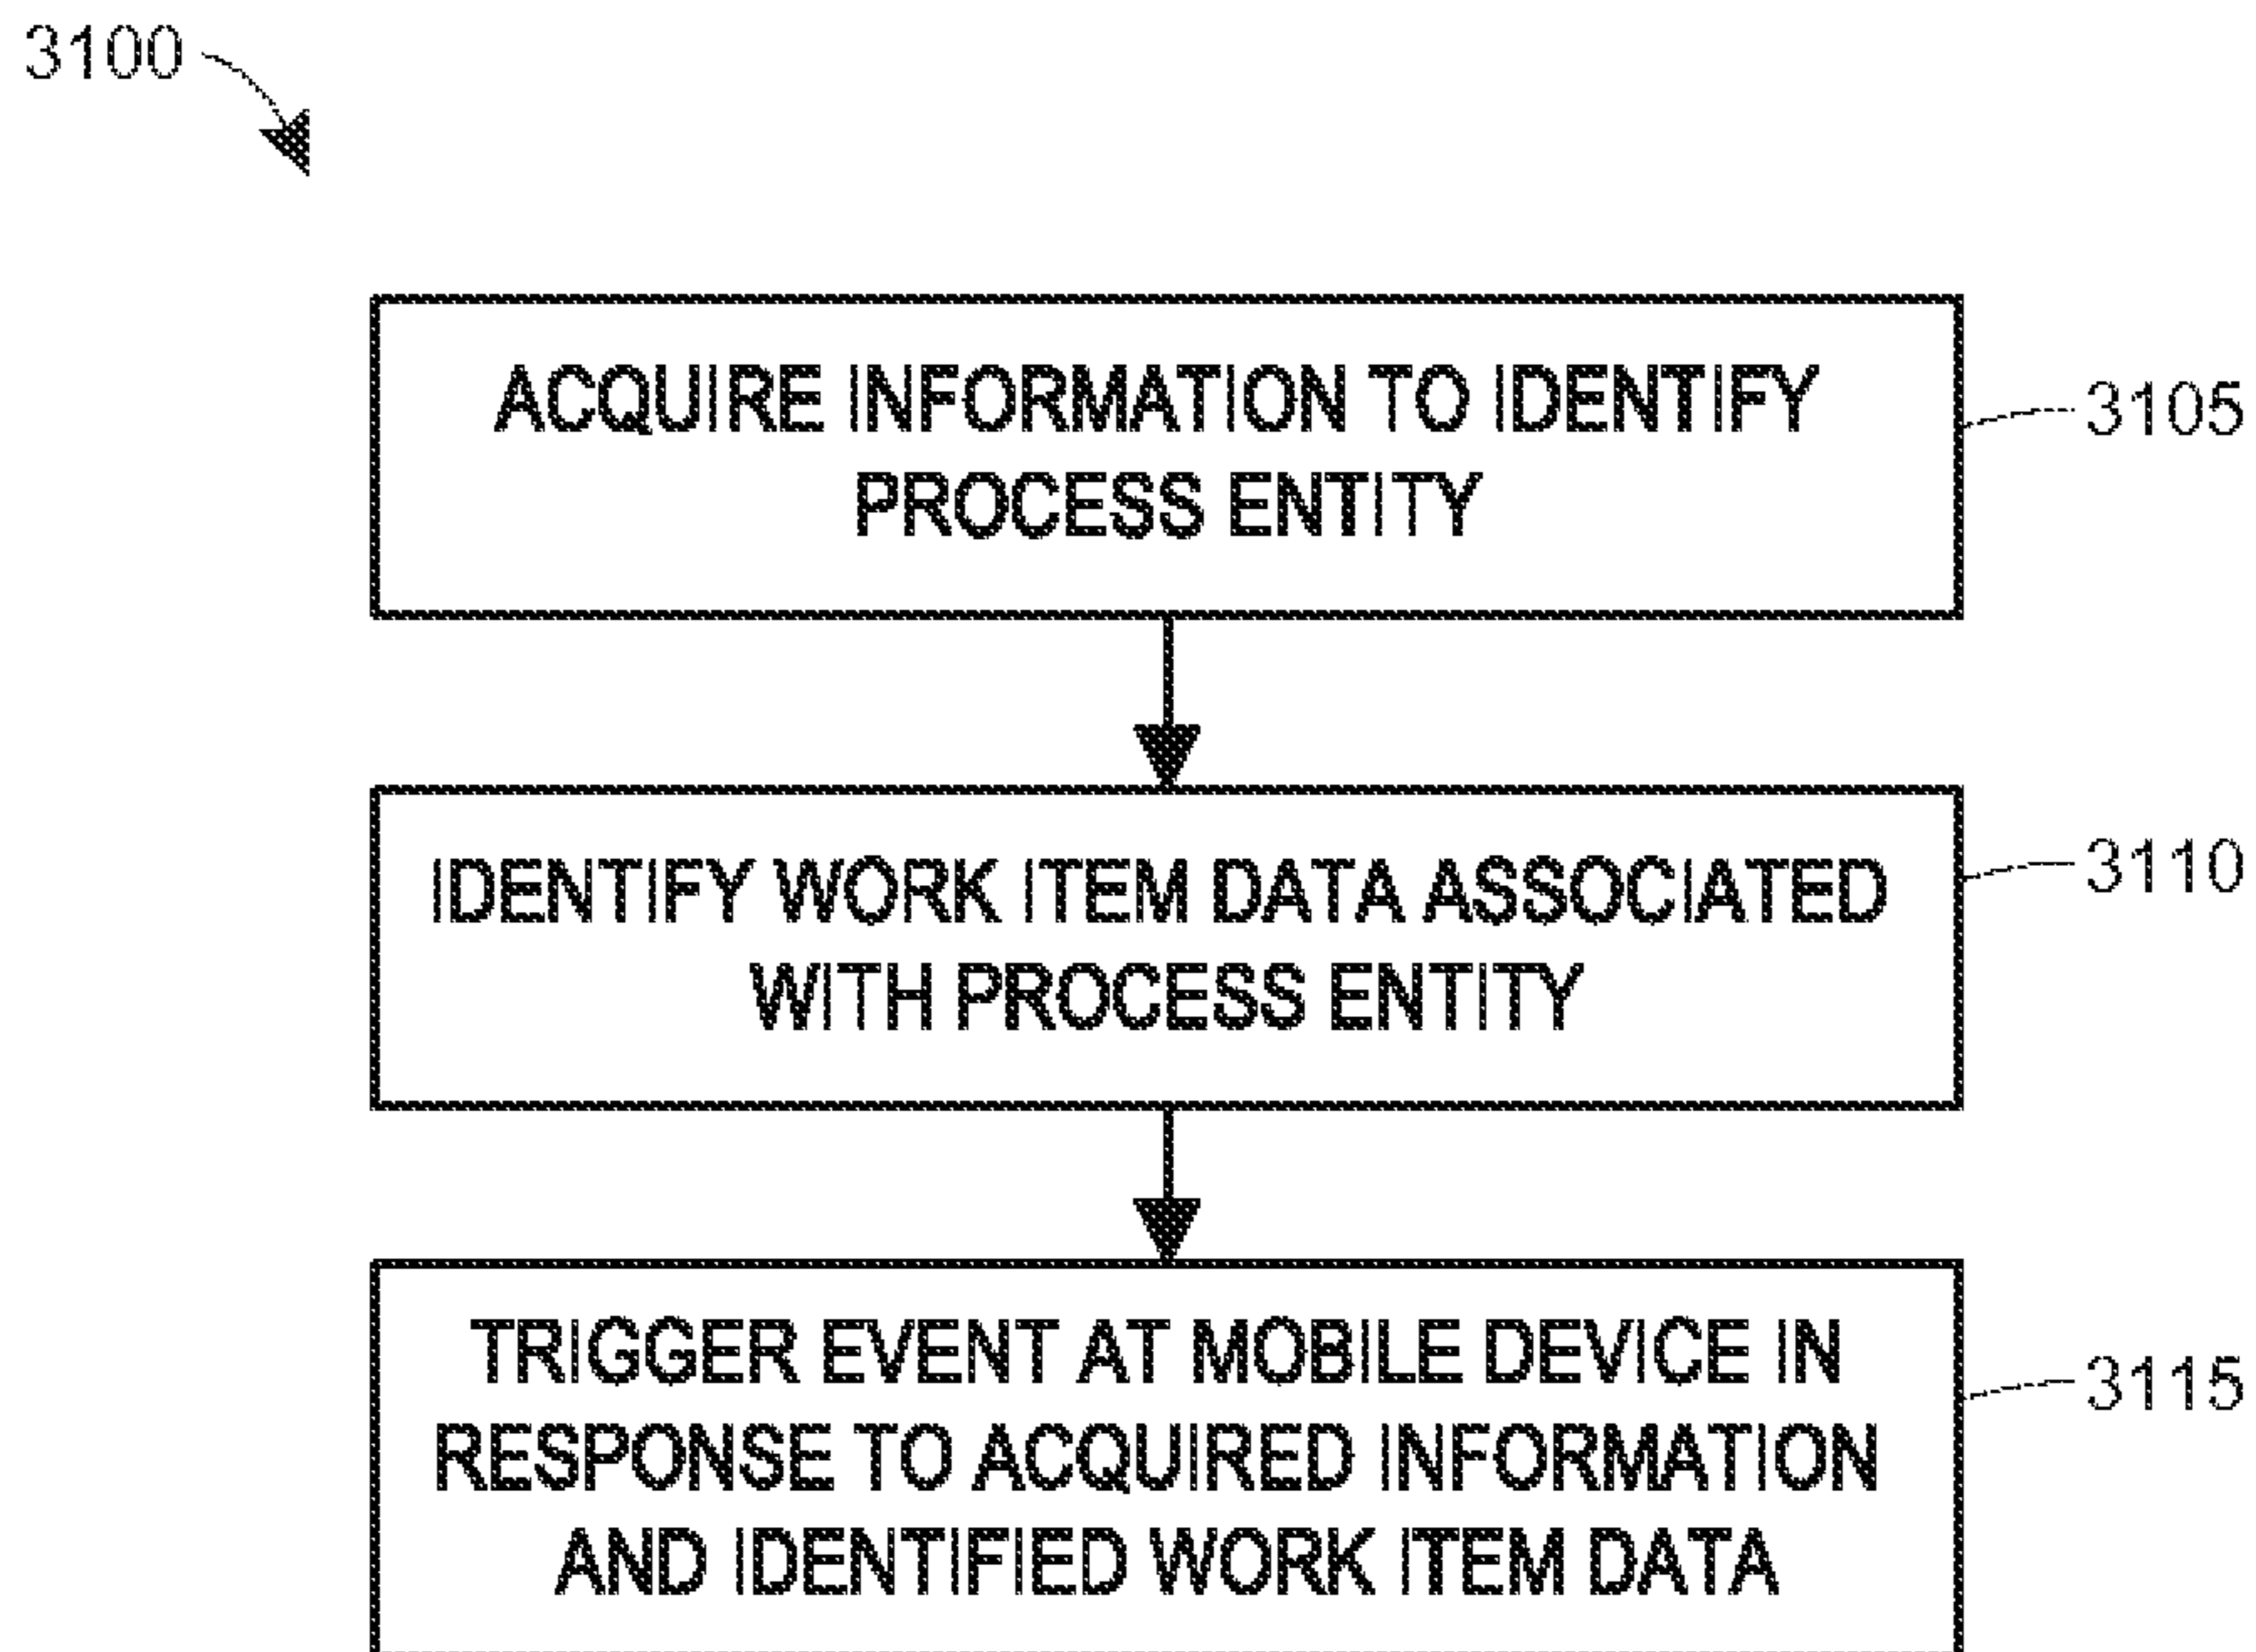 3100
ACQUIRE INFORMATION TO IDENTIFY
PROCESS ENTITY
3105
IDENTIFY WORK ITEM DATA ASSOCIATED
WITH PROCESS ENTITY
3110
TRIGGER EVENT AT MOBILE DEVICE IN
RESPONSE TO ACQUIRED INFORMATION
AND IDENTIFIED WORK ITEM DATA
3115